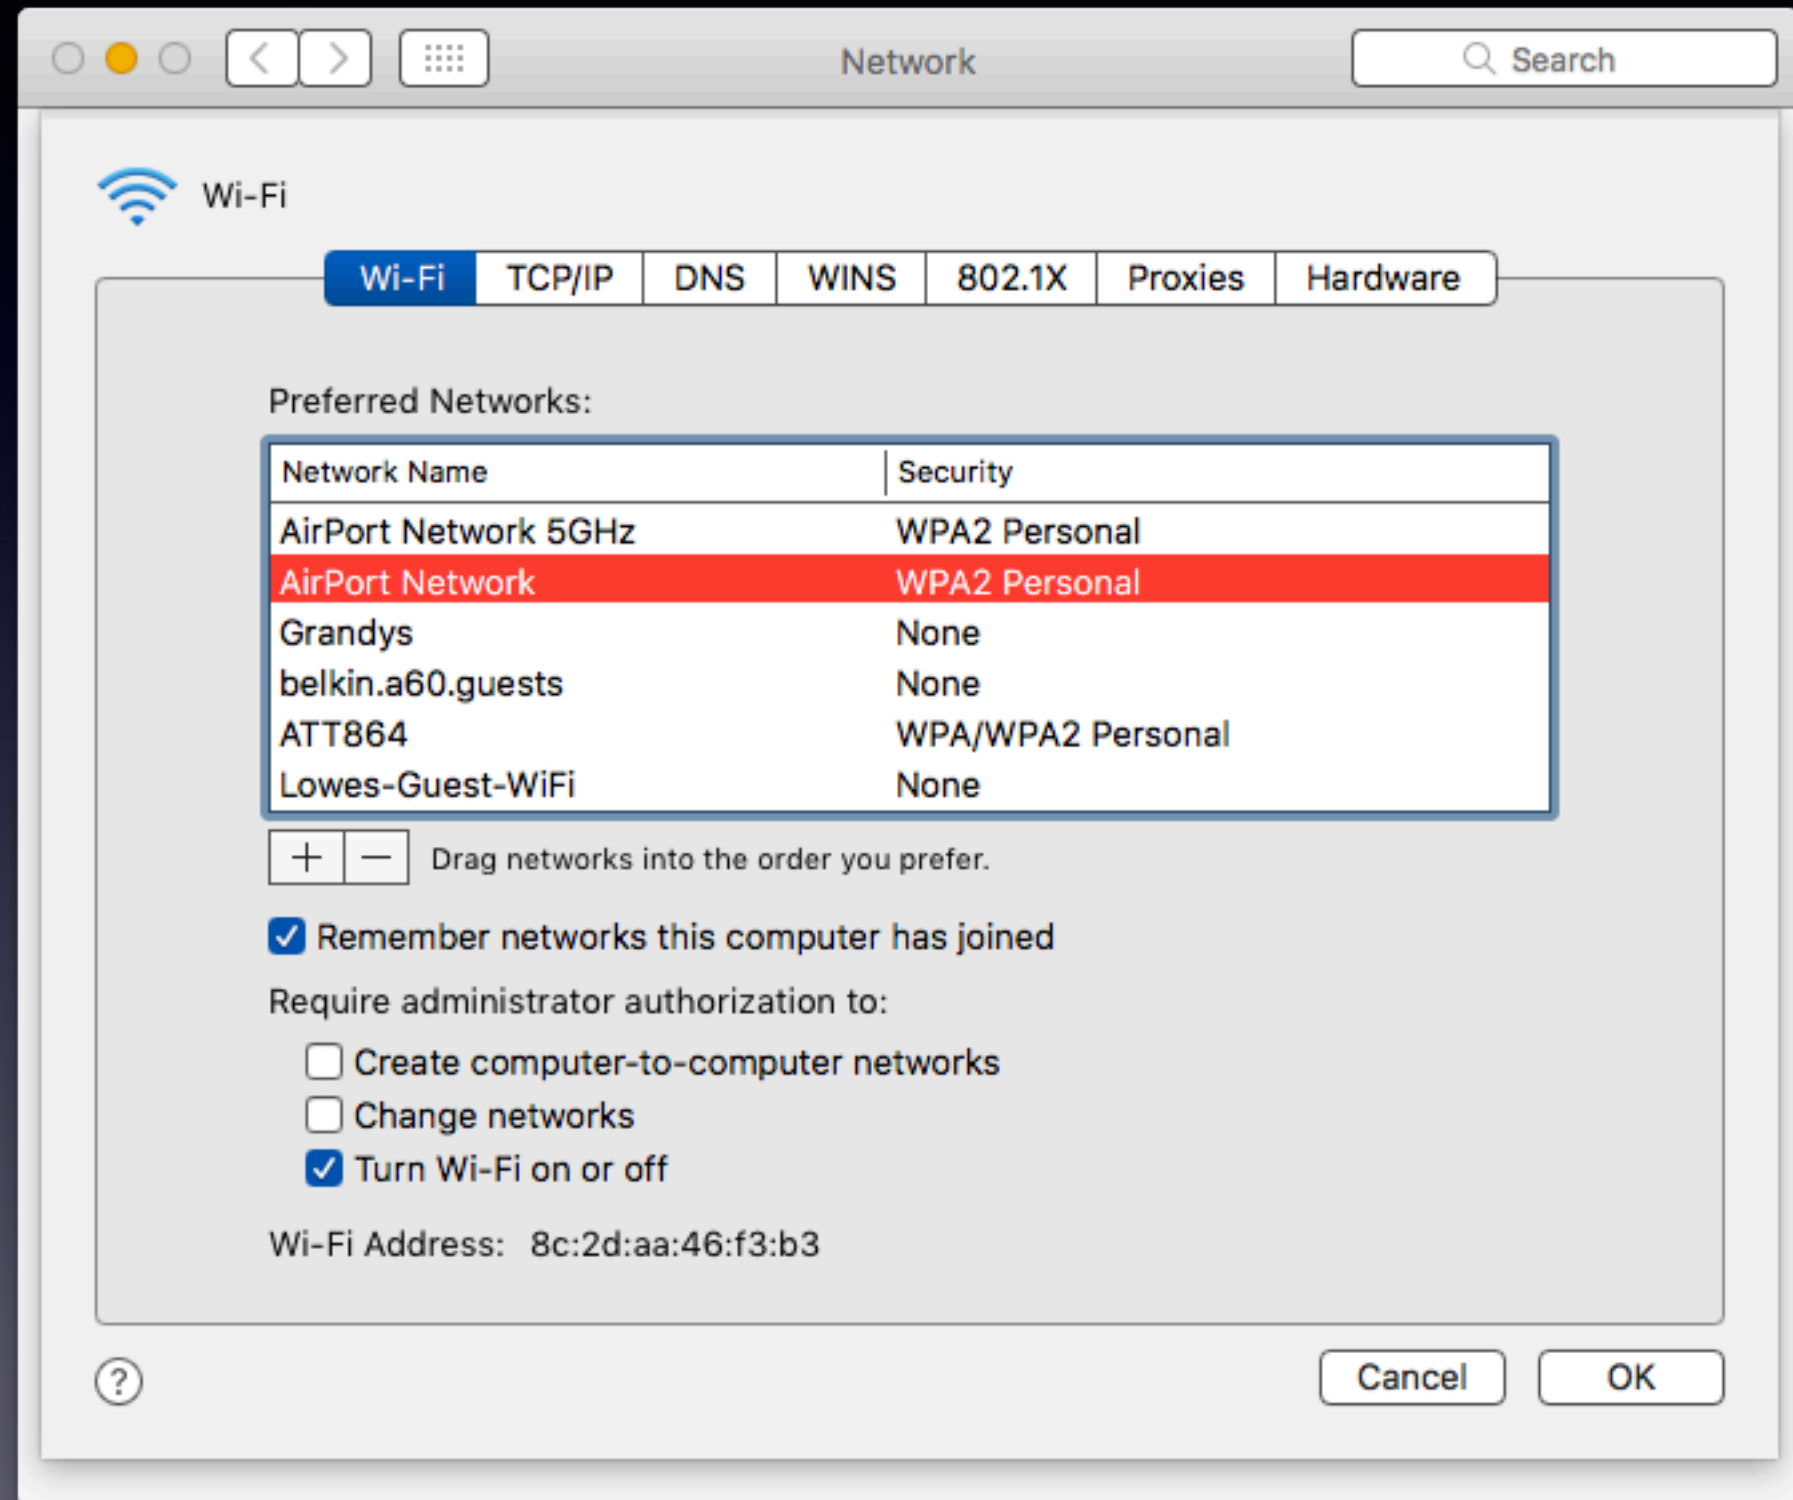 Network
Search
Wi-Fi
Wi-Fi TCP/IP DNS WINS 802.1X Proxies Hardware
Preferred Networks:
Network Name Security
AirPort Network 5GHz WPA2 Personal
AirPort Network WPA2 Personal
Grandys None
belkin.a60.guests None
ATT864 WPA/WPA2 Personal
Lowes-Guest-WiFi None
+ − Drag networks into the order you prefer.
Remember networks this computer has joined
Require administrator authorization to:
Create computer-to-computer networks
Change networks
Turn Wi-Fi on or off
Wi-Fi Address: 8c:2d:aa:46:f3:b3
? Cancel OK